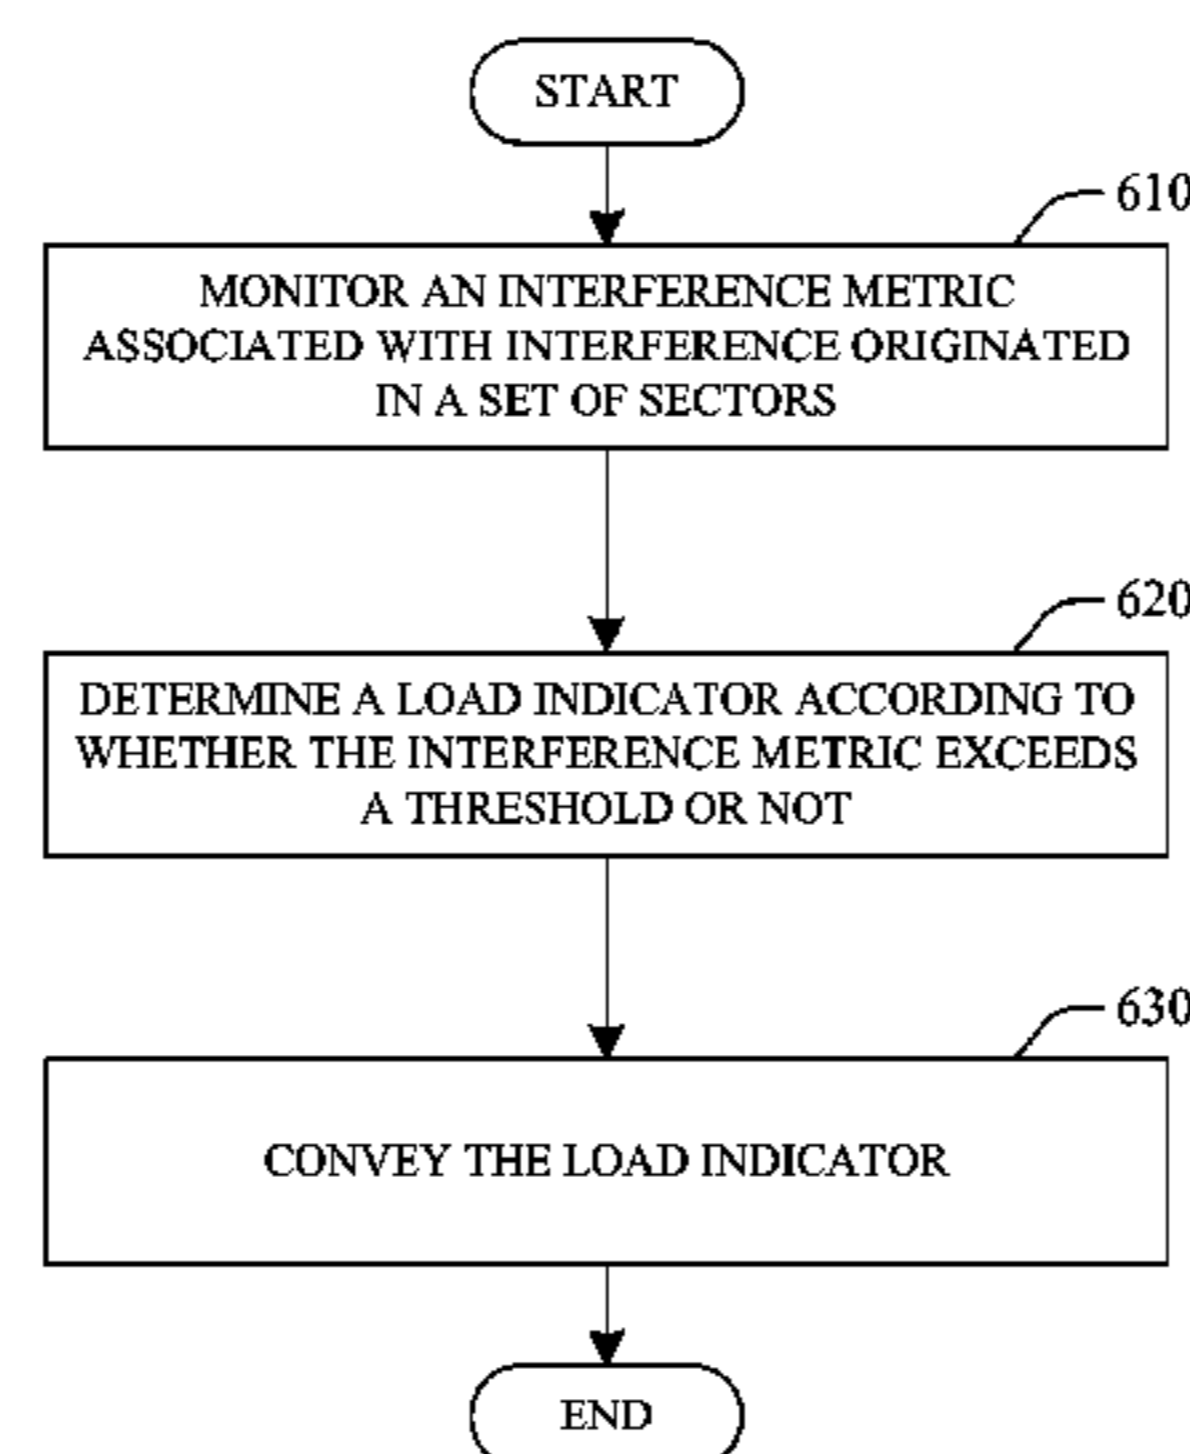 START
610
MONITOR AN INTERFERENCE METRIC
ASSOCIATED WITH INTERFERENCE ORIGINATED
IN A SET OF SECTORS
620
DETERMINE A LOAD INDICATOR ACCORDING TO
WHETHER THE INTERFERENCE METRIC EXCEEDS
A THRESHOLD OR NOT
630
CONVEY THE LOAD INDICATOR
END